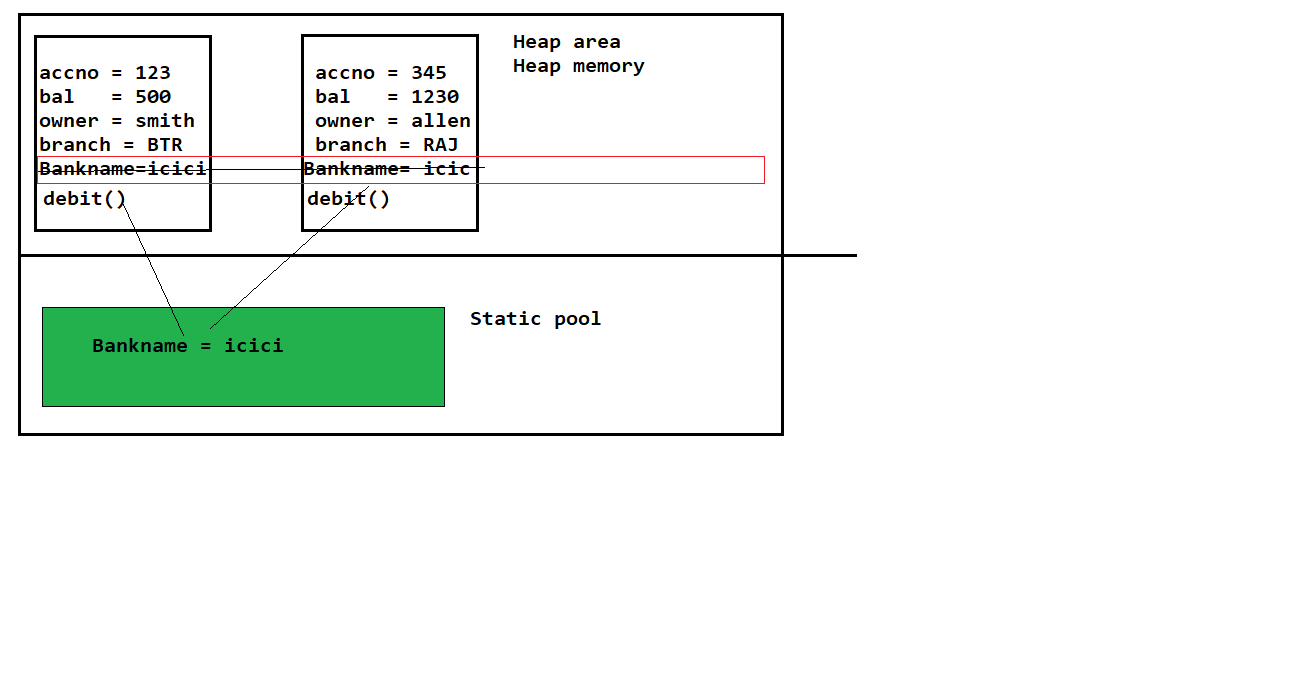 accno = 123
bal   = 500
owner = smith
branch = BTR
Bankname=icici
debit()
accno = 345
bal   = 1230
owner = allen
branch = RAJ
Bankname= icic
debit()
Heap area
Heap memory
Bankname = icici
Static pool